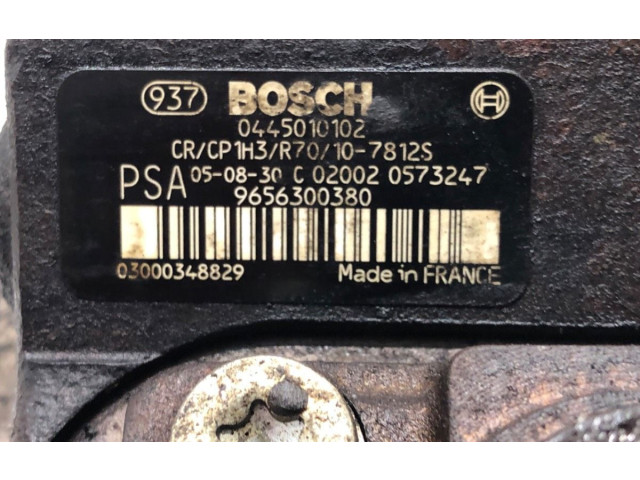 937 BOSCH
0445010102
CR/CP1H3/R70/10-7812S
PSA 05-08-30 C 02002 0573247
9656300380
03000348829 Made in FRANCE